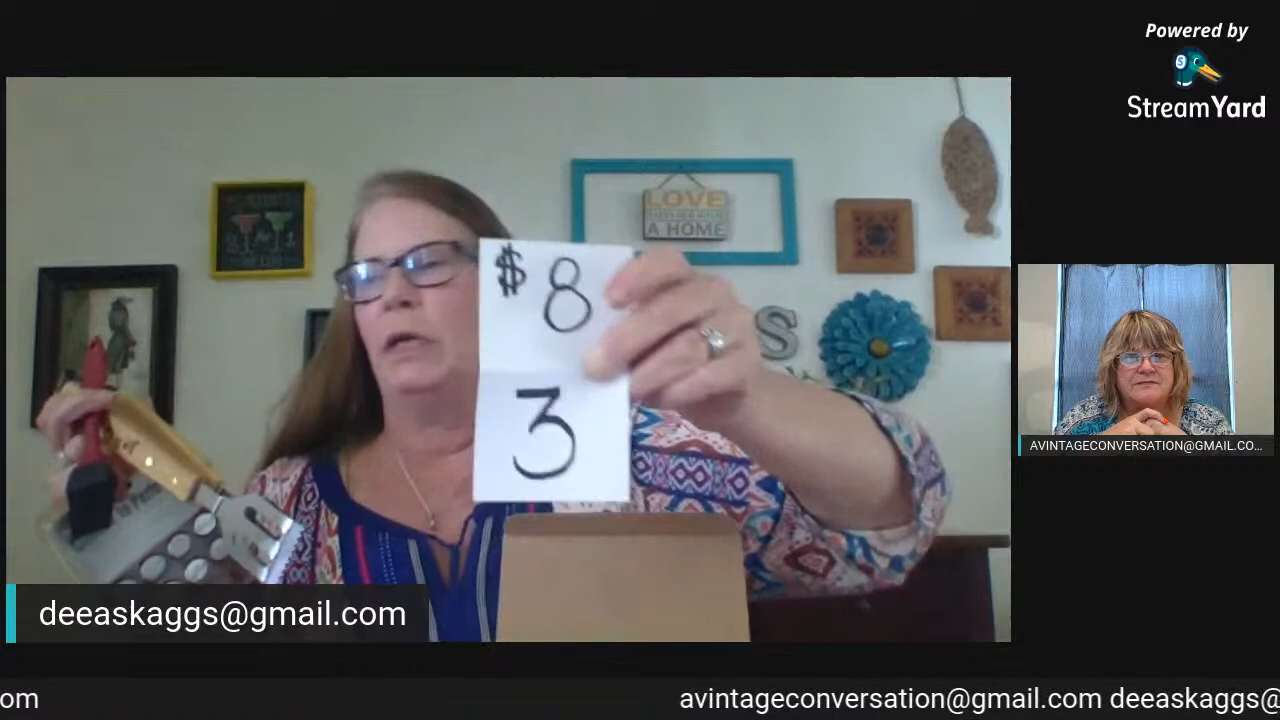 Powered by
StreamYard
LOVE
A HOME
$8
3
S
AVINTAGECONVERSATION@GMAIL.CO...
deeaskaggs@gmail.com
om
avintageconversation@gmail.com deeaskaggs@